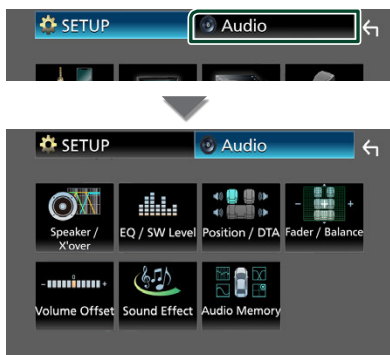 SETUP
Audio
SETUP
Audio
Speaker / X'over
EQ / SW Level
Position / DTA
Fader / Balance
Volume Offset
Sound Effect
Audio Memory